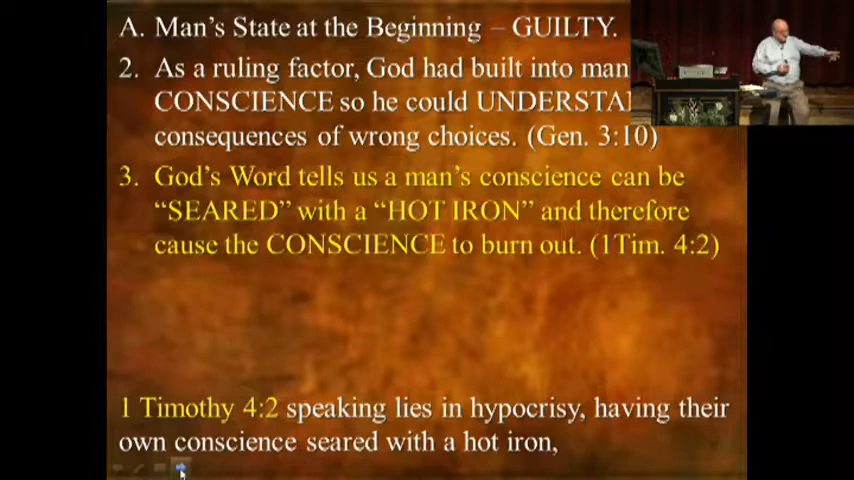 A. Man's State at the Beginning – GUILTY.
2. As a ruling factor, God had built into man
CONSCIENCE so he could
consequences of wrong choices. (Gen. 3:10)
3. God's Word tells us a man's conscience can be
“SEARED” with a “HOT IRON” and therefore
cause the CONSCIENCE to burn out. (1Tim. 4:2)
1 Timothy 4:2 speaking lies in hypocrisy, having their
own conscience seared with a hot iron,